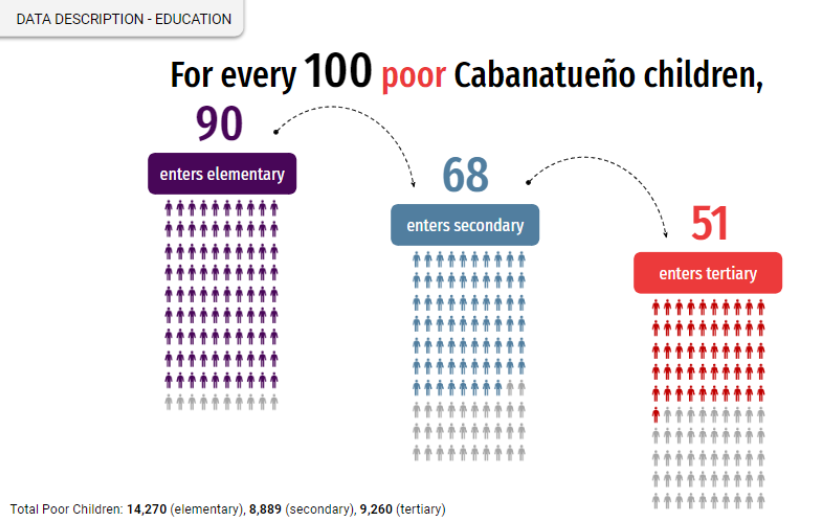 DATA DESCRIPTION - EDUCATION
For every 100 poor Cabanatueño children,
90
enters elementary
68
enters secondary
51
enters tertiary
Total Poor Children: 14,270 (elementary), 8,889 (secondary), 9,260 (tertiary)